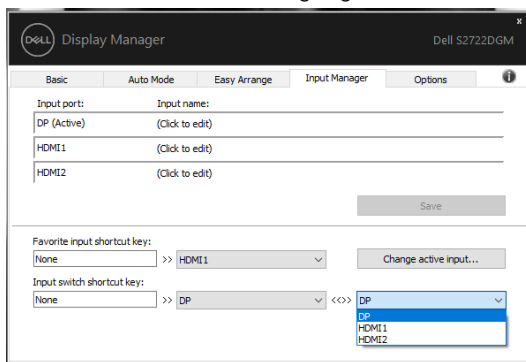 DELL Display Manager
Dell S2722DGM
x
Basic Auto Mode Easy Arrange Input Manager Options
Input port: Input name:
DP (Active) (Click to edit)
HDMI1 (Click to edit)
HDMI2 (Click to edit)
Save
Favorite input shortcut key:
None >> HDMI1 Change active input...
Input switch shortcut key:
None >> DP <<>> DP
DP
HDMI1
HDMI2